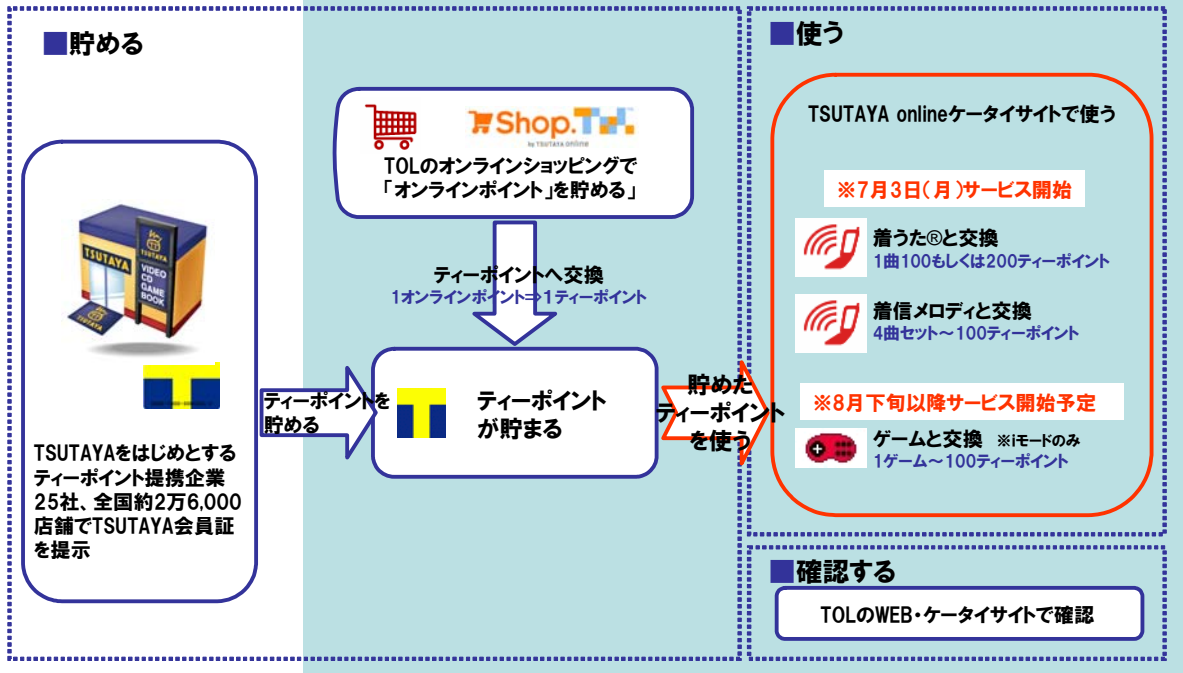 ■貯める
TSUTAYA
TSUTAYA
VIDEO
CD
GAME
BOOK
TSUTAYAをはじめとする
ティーポイント提携企業
25社、全国約2万6,000
店舗でTSUTAYA会員証
を提示
Shop.T
by TSUTAYA online
TOLのオンラインショッピングで
「オンラインポイント」を貯める」
ティーポイントへ交換
1オンラインポイント⇒1ティーポイント
ティーポイントを
貯める
T
ティーポイント
が貯まる
貯めた
ティーポイント
を使う
■使う
TSUTAYA onlineケータイサイトで使う
※7月3日(月)サービス開始
着うた®と交換
1曲100もしくは200ティーポイント
着信メロディと交換
4曲セット~100ティーポイント
※8月下旬以降サービス開始予定
ゲームと交換 ※iモードのみ
1ゲーム~100ティーポイント
■確認する
TOLのWEB・ケータイサイトで確認